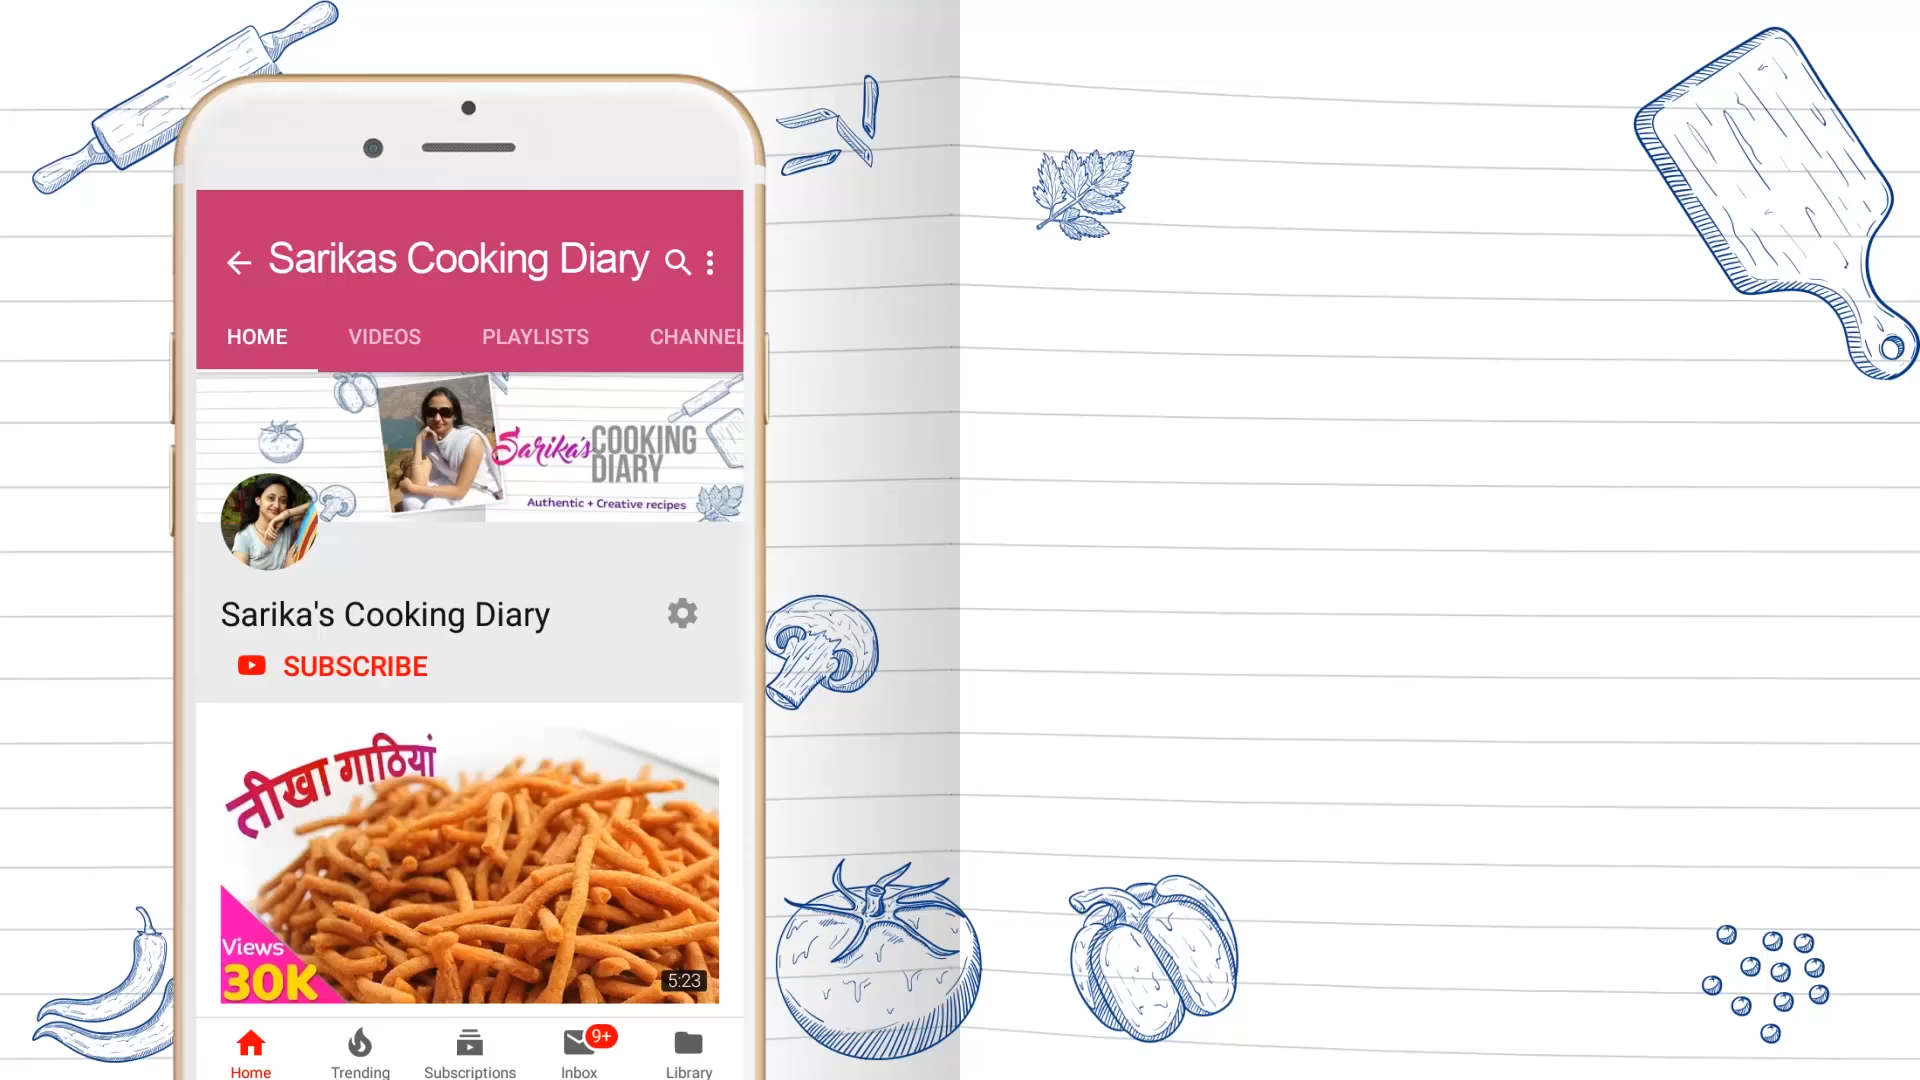 Sarikas Cooking Diary
HOME VIDEOS PLAYLISTS CHANNEL
Sarika's COOKING DIARY
Authentic + Creative recipes
Sarika's Cooking Diary
SUBSCRIBE
तीखा गाठियां
Views
30K
5:23
9+
Home Trending Subscriptions Inbox Library